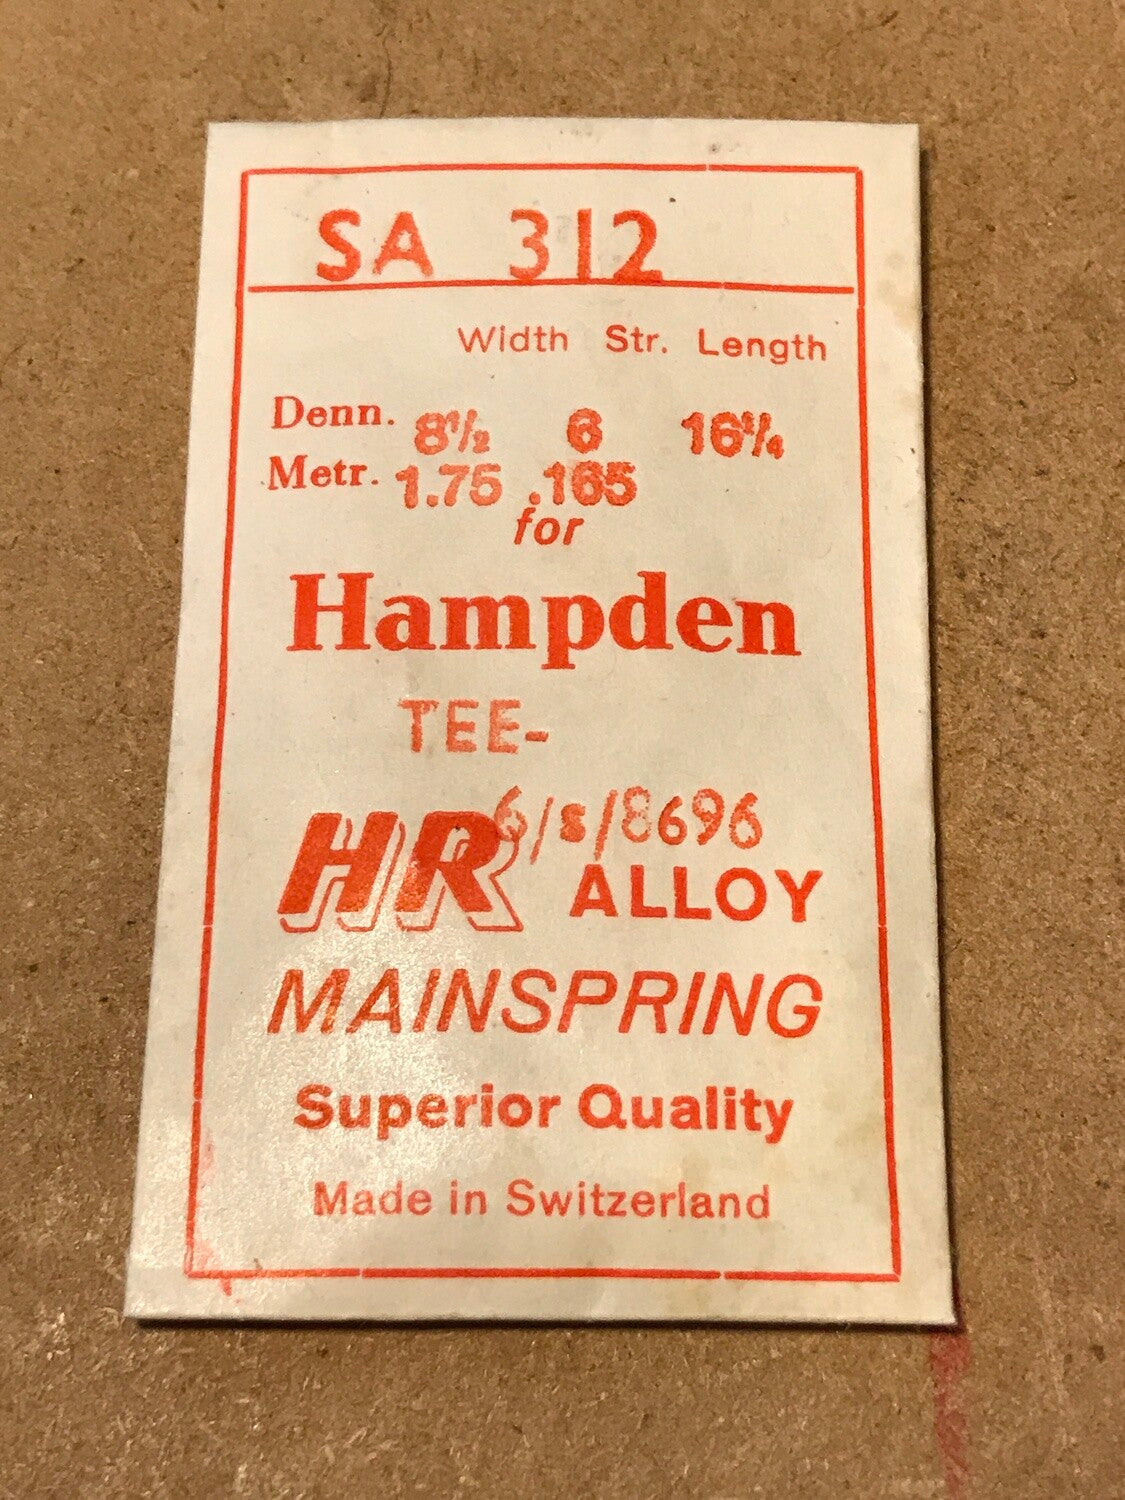 SA 312
Width Str. Length
Denn. 8½ 6 16¼
Metr. 1.75 .165
for
Hampden
TEE-
6/s/8696
HR ALLOY
MAINSPRING
Superior Quality
Made in Switzerland